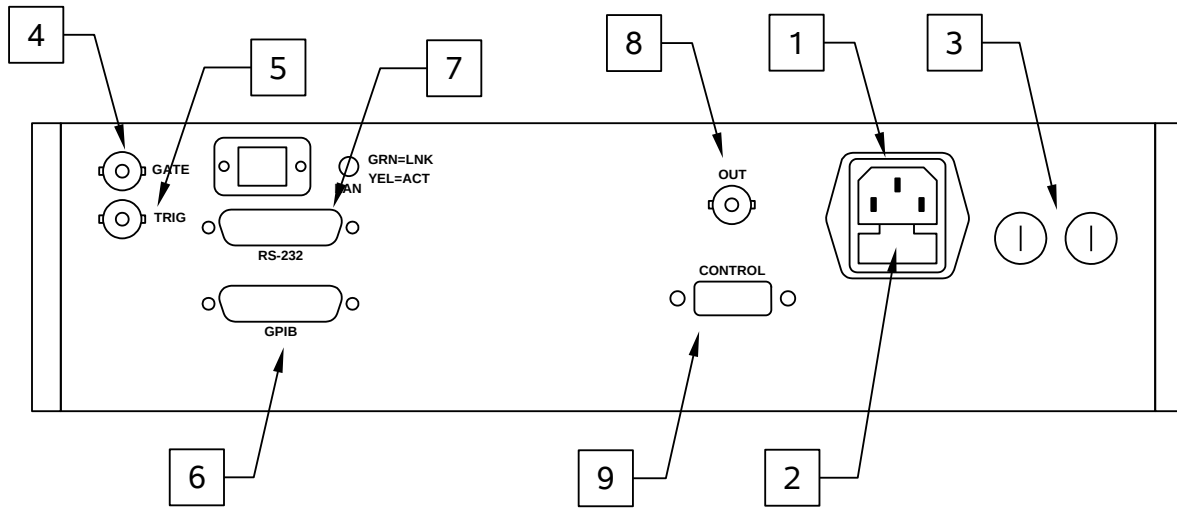 4
5
7
8
1
3
GATE
TRIG
GRN=LNK
YEL=ACT
RS-232
GPIB
OUT
CONTROL
6
9
2